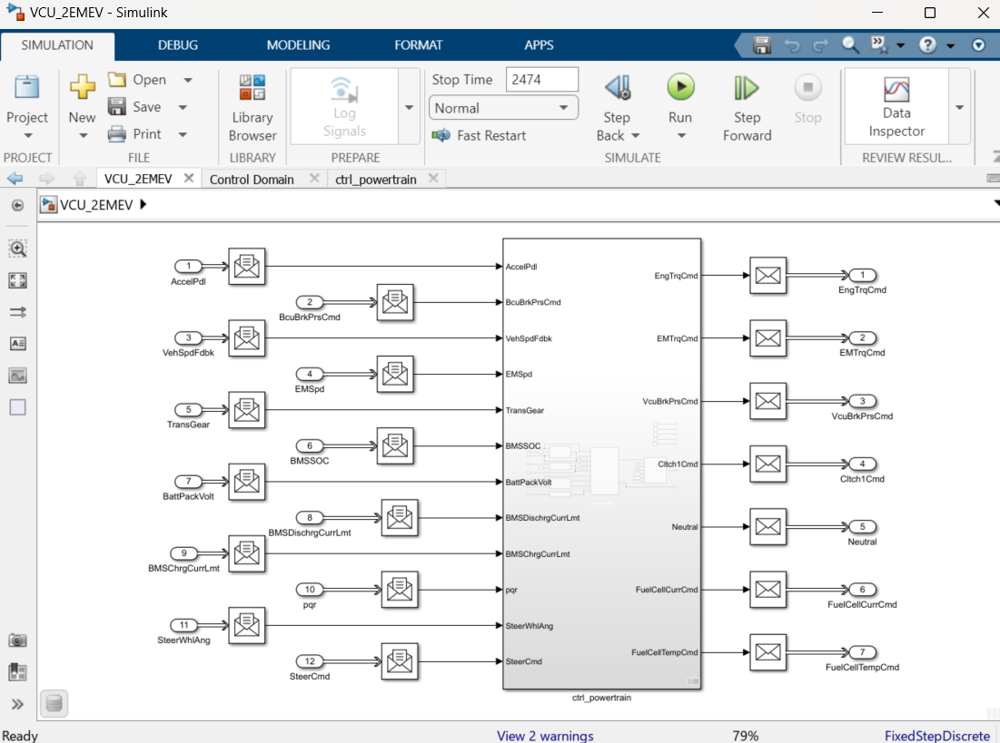 VCU_2EMEV - Simulink
SIMULATION DEBUG MODELING FORMAT APPS
Project
PROJECT
New
Open
Save
Print
FILE
Library
Browser
LIBRARY
Log
Signals
PREPARE
Stop Time 2474
Normal
Fast Restart
Step
Back
Run
Step
Forward
Stop
SIMULATE
Data
Inspector
REVIEW RESUL...
VCU_2EMEV Control Domain ctrl_powertrain
VCU_2EMEV
1
AccelPdl
2
BcuBrkPrsCmd
3
VehSpdFdbk
4
EMSpd
5
TransGear
6
BMSSOC
7
BattPackVolt
8
BMSDischrgCurrLmt
9
BMSChrgCurrLmt
10
pqr
11
SteerWhlAng
12
SteerCmd
AccelPdl
BcuBrkPrsCmd
VehSpdFdbk
EMSpd
TransGear
BMSSOC
BattPackVolt
BMSDischrgCurrLmt
BMSChrgCurrLmt
pqr
SteerWhlAng
SteerCmd
EngTrqCmd
EMTrqCmd
VcuBrkPrsCmd
Cltch1Cmd
Neutral
FuelCellCurrCmd
FuelCellTempCmd
ctrl_powertrain
1
EngTrqCmd
2
EMTrqCmd
3
VcuBrkPrsCmd
4
Cltch1Cmd
5
Neutral
6
FuelCellCurrCmd
7
FuelCellTempCmd
Ready View 2 warnings 79% FixedStepDiscrete